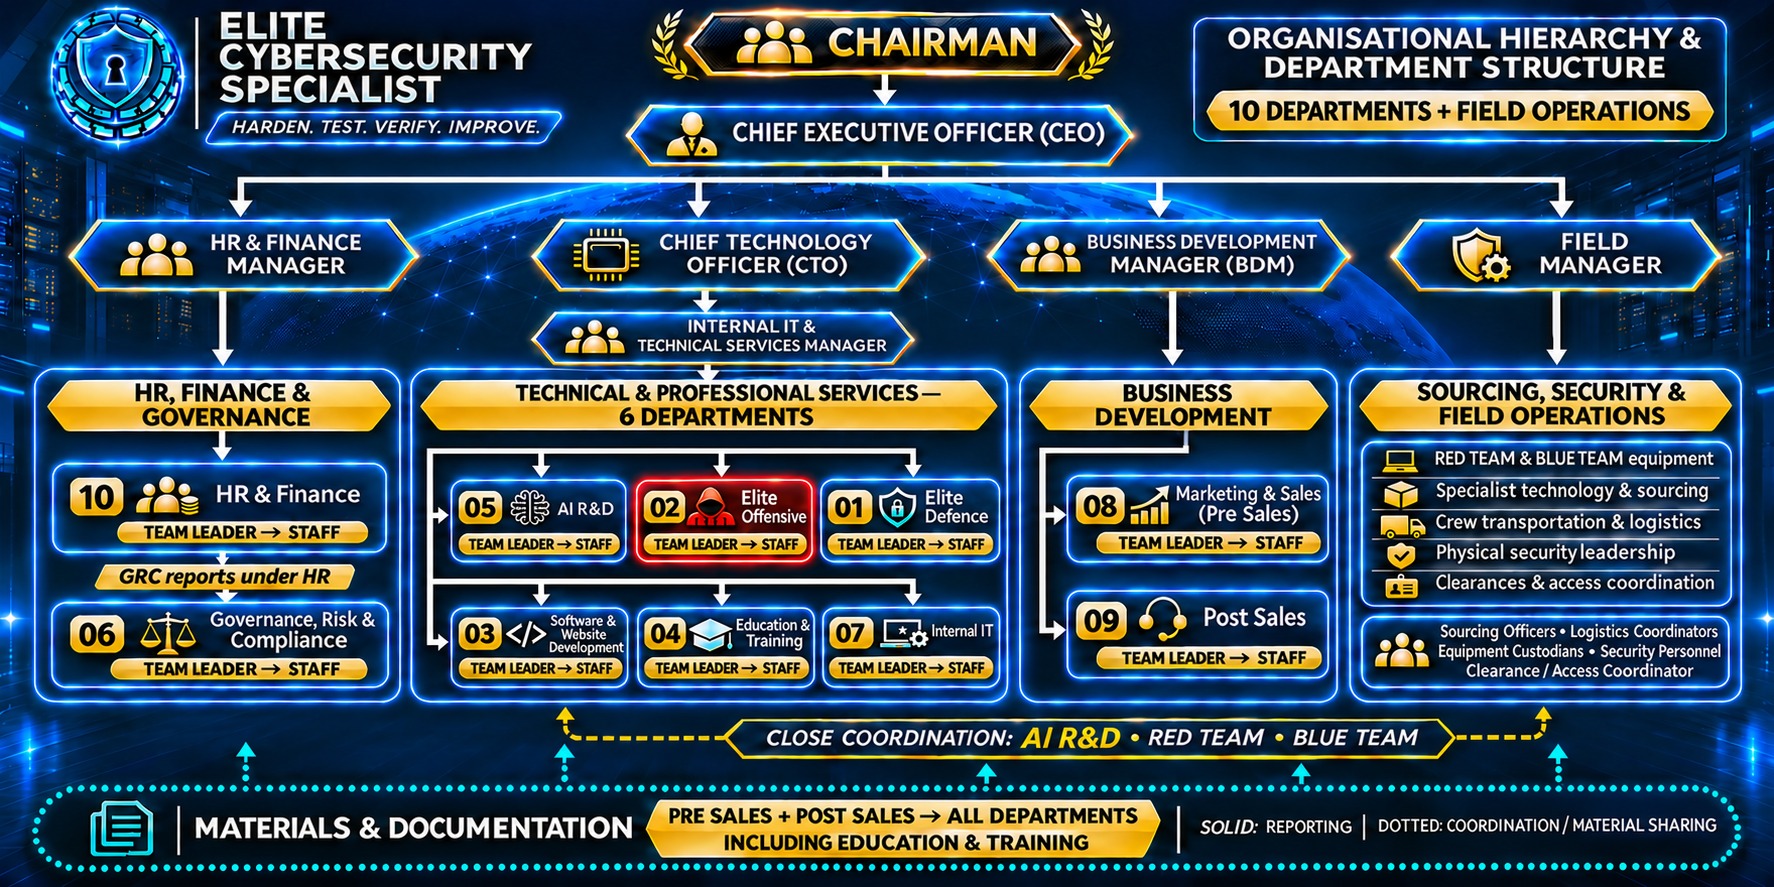 ELITE
CYBERSECURITY
SPECIALIST
HARDEN. TEST. VERIFY. IMPROVE.
CHAIRMAN
ORGANISATIONAL HIERARCHY &
DEPARTMENT STRUCTURE
10 DEPARTMENTS + FIELD OPERATIONS
CHIEF EXECUTIVE OFFICER (CEO)
HR & FINANCE
MANAGER
CHIEF TECHNOLOGY
OFFICER (CTO)
BUSINESS DEVELOPMENT
MANAGER (BDM)
FIELD
MANAGER
INTERNAL IT &
TECHNICAL SERVICES MANAGER
HR, FINANCE &
GOVERNANCE
10
HR & Finance
TEAM LEADER → STAFF
GRC reports under HR
06
Governance, Risk &
Compliance
TEAM LEADER → STAFF
TECHNICAL & PROFESSIONAL SERVICES —
6 DEPARTMENTS
05
AI R&D
TEAM LEADER → STAFF
02
Elite
Offensive
TEAM LEADER → STAFF
01
Elite
Defence
TEAM LEADER → STAFF
03
</>
Software &
Website
Development
TEAM LEADER → STAFF
04
Education &
Training
TEAM LEADER → STAFF
07
Internal IT
TEAM LEADER → STAFF
BUSINESS
DEVELOPMENT
08
Marketing & Sales
(Pre Sales)
TEAM LEADER → STAFF
09
Post Sales
TEAM LEADER → STAFF
SOURCING, SECURITY &
FIELD OPERATIONS
RED TEAM & BLUE TEAM equipment
Specialist technology & sourcing
Crew transportation & logistics
Physical security leadership
Clearances & access coordination
Sourcing Officers • Logistics Coordinators
Equipment Custodians • Security Personnel
Clearance / Access Coordinator
CLOSE COORDINATION: AI R&D • RED TEAM • BLUE TEAM
MATERIALS & DOCUMENTATION
PRE SALES + POST SALES → ALL DEPARTMENTS
INCLUDING EDUCATION & TRAINING
SOLID: REPORTING | DOTTED: COORDINATION / MATERIAL SHARING